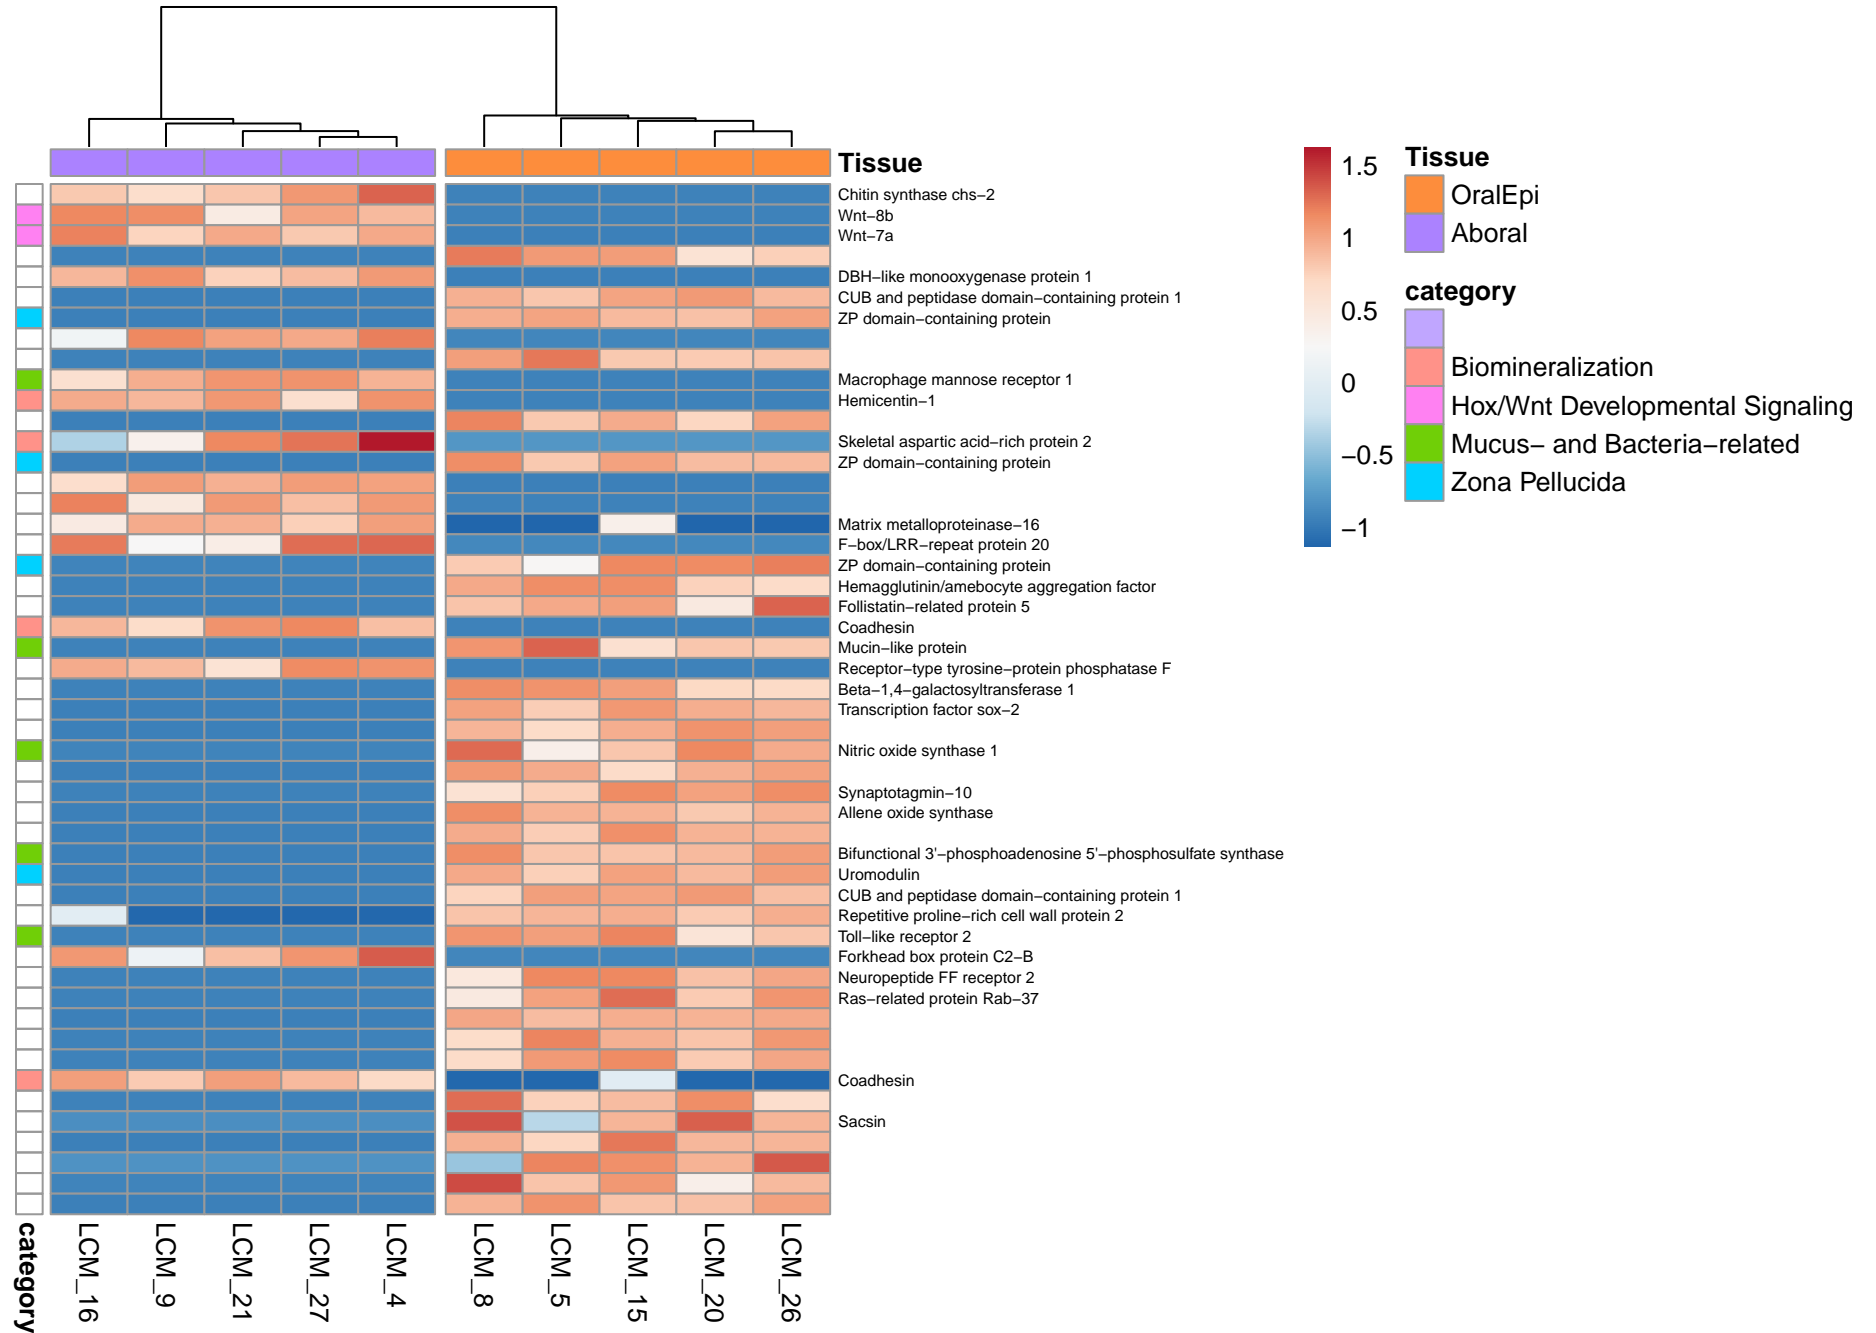 Tissue
Chitin synthase chs−2
Wnt−8b
Wnt−7a
DBH−like monooxygenase protein 1
CUB and peptidase domain−containing protein 1
ZP domain−containing protein
Macrophage mannose receptor 1
Hemicentin−1
Skeletal aspartic acid−rich protein 2
ZP domain−containing protein
Matrix metalloproteinase−16
F−box/LRR−repeat protein 20
ZP domain−containing protein
Hemagglutinin/amebocyte aggregation factor
Follistatin−related protein 5
Coadhesin
Mucin−like protein
Receptor−type tyrosine−protein phosphatase F
Beta−1,4−galactosyltransferase 1
Transcription factor sox−2
Nitric oxide synthase 1
Synaptotagmin−10
Allene oxide synthase
Bifunctional 3'−phosphoadenosine 5'−phosphosulfate synthase
Uromodulin
CUB and peptidase domain−containing protein 1
Repetitive proline−rich cell wall protein 2
Toll−like receptor 2
Forkhead box protein C2−B
Neuropeptide FF receptor 2
Ras−related protein Rab−37
Coadhesin
Sacsin
category
LCM_16
LCM_9
LCM_21
LCM_27
LCM_4
LCM_8
LCM_5
LCM_15
LCM_20
LCM_26
1.5
1
0.5
0
−0.5
−1
Tissue
OralEpi
Aboral
category
Biomineralization
Hox/Wnt Developmental Signaling
Mucus− and Bacteria−related
Zona Pellucida